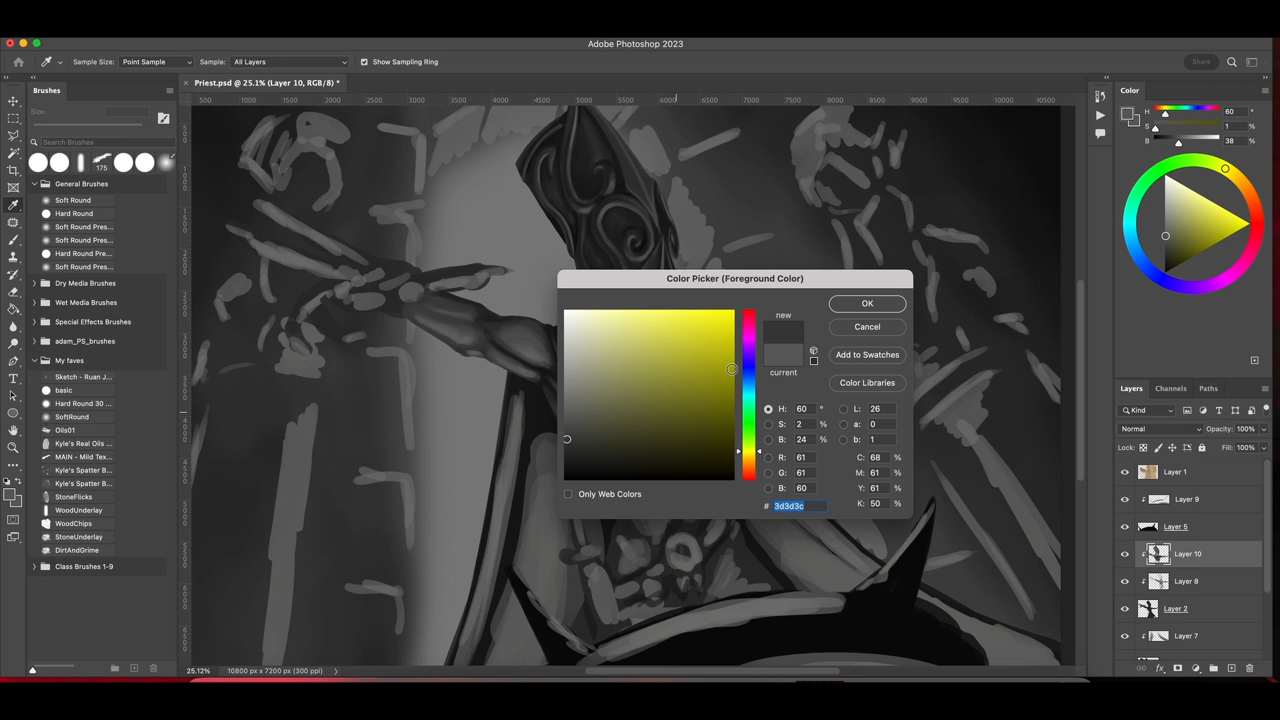 Adobe Photoshop 2023
Sample Size: Point Sample Sample: All Layers Show Sampling Ring Share
Brushes
Priest.psd @ 25.1% (Layer 10, RGB/8) *
Color
Size:
Search Brushes
175
General Brushes
Soft Round
Hard Round
Soft Round Pres...
Soft Round Pres...
Hard Round Pres...
Soft Round Pres...
Dry Media Brushes
Wet Media Brushes
Special Effects Brushes
adam_PS_brushes
My faves
Sketch - Ruan J...
basic
Hard Round 30 ...
SoftRound
Oils01
Kyle's Real Oils ...
MAIN - Mild Tex...
Kyle's Spatter B...
Kyle's Spatter B...
StoneFlicks
WoodUnderlay
WoodChips
StoneUnderlay
DirtAndGrime
Class Brushes 1-9
500 1000 1500 2000 2500 3000 3500 4000 4500 5000 5500 6000 6500 7000 7500 8000 8500 9000 9500 10000 10500
Color Picker (Foreground Color)
new
current
OK
Cancel
Add to Swatches
Color Libraries
H: 60 °
S: 2 %
B: 24 %
R: 61
G: 61
B: 60
# 3d3d3c
L: 26
a: 0
b: 1
C: 68 %
M: 61 %
Y: 61 %
K: 50 %
Only Web Colors
H 60 °
S 1 %
B 38 %
Layers Channels Paths
Kind
Normal Opacity: 100%
Lock: Fill: 100%
Layer 1
Layer 9
Layer 5
Layer 10
Layer 8
Layer 2
Layer 7
25.12% 10800 px x 7200 px (300 ppi)